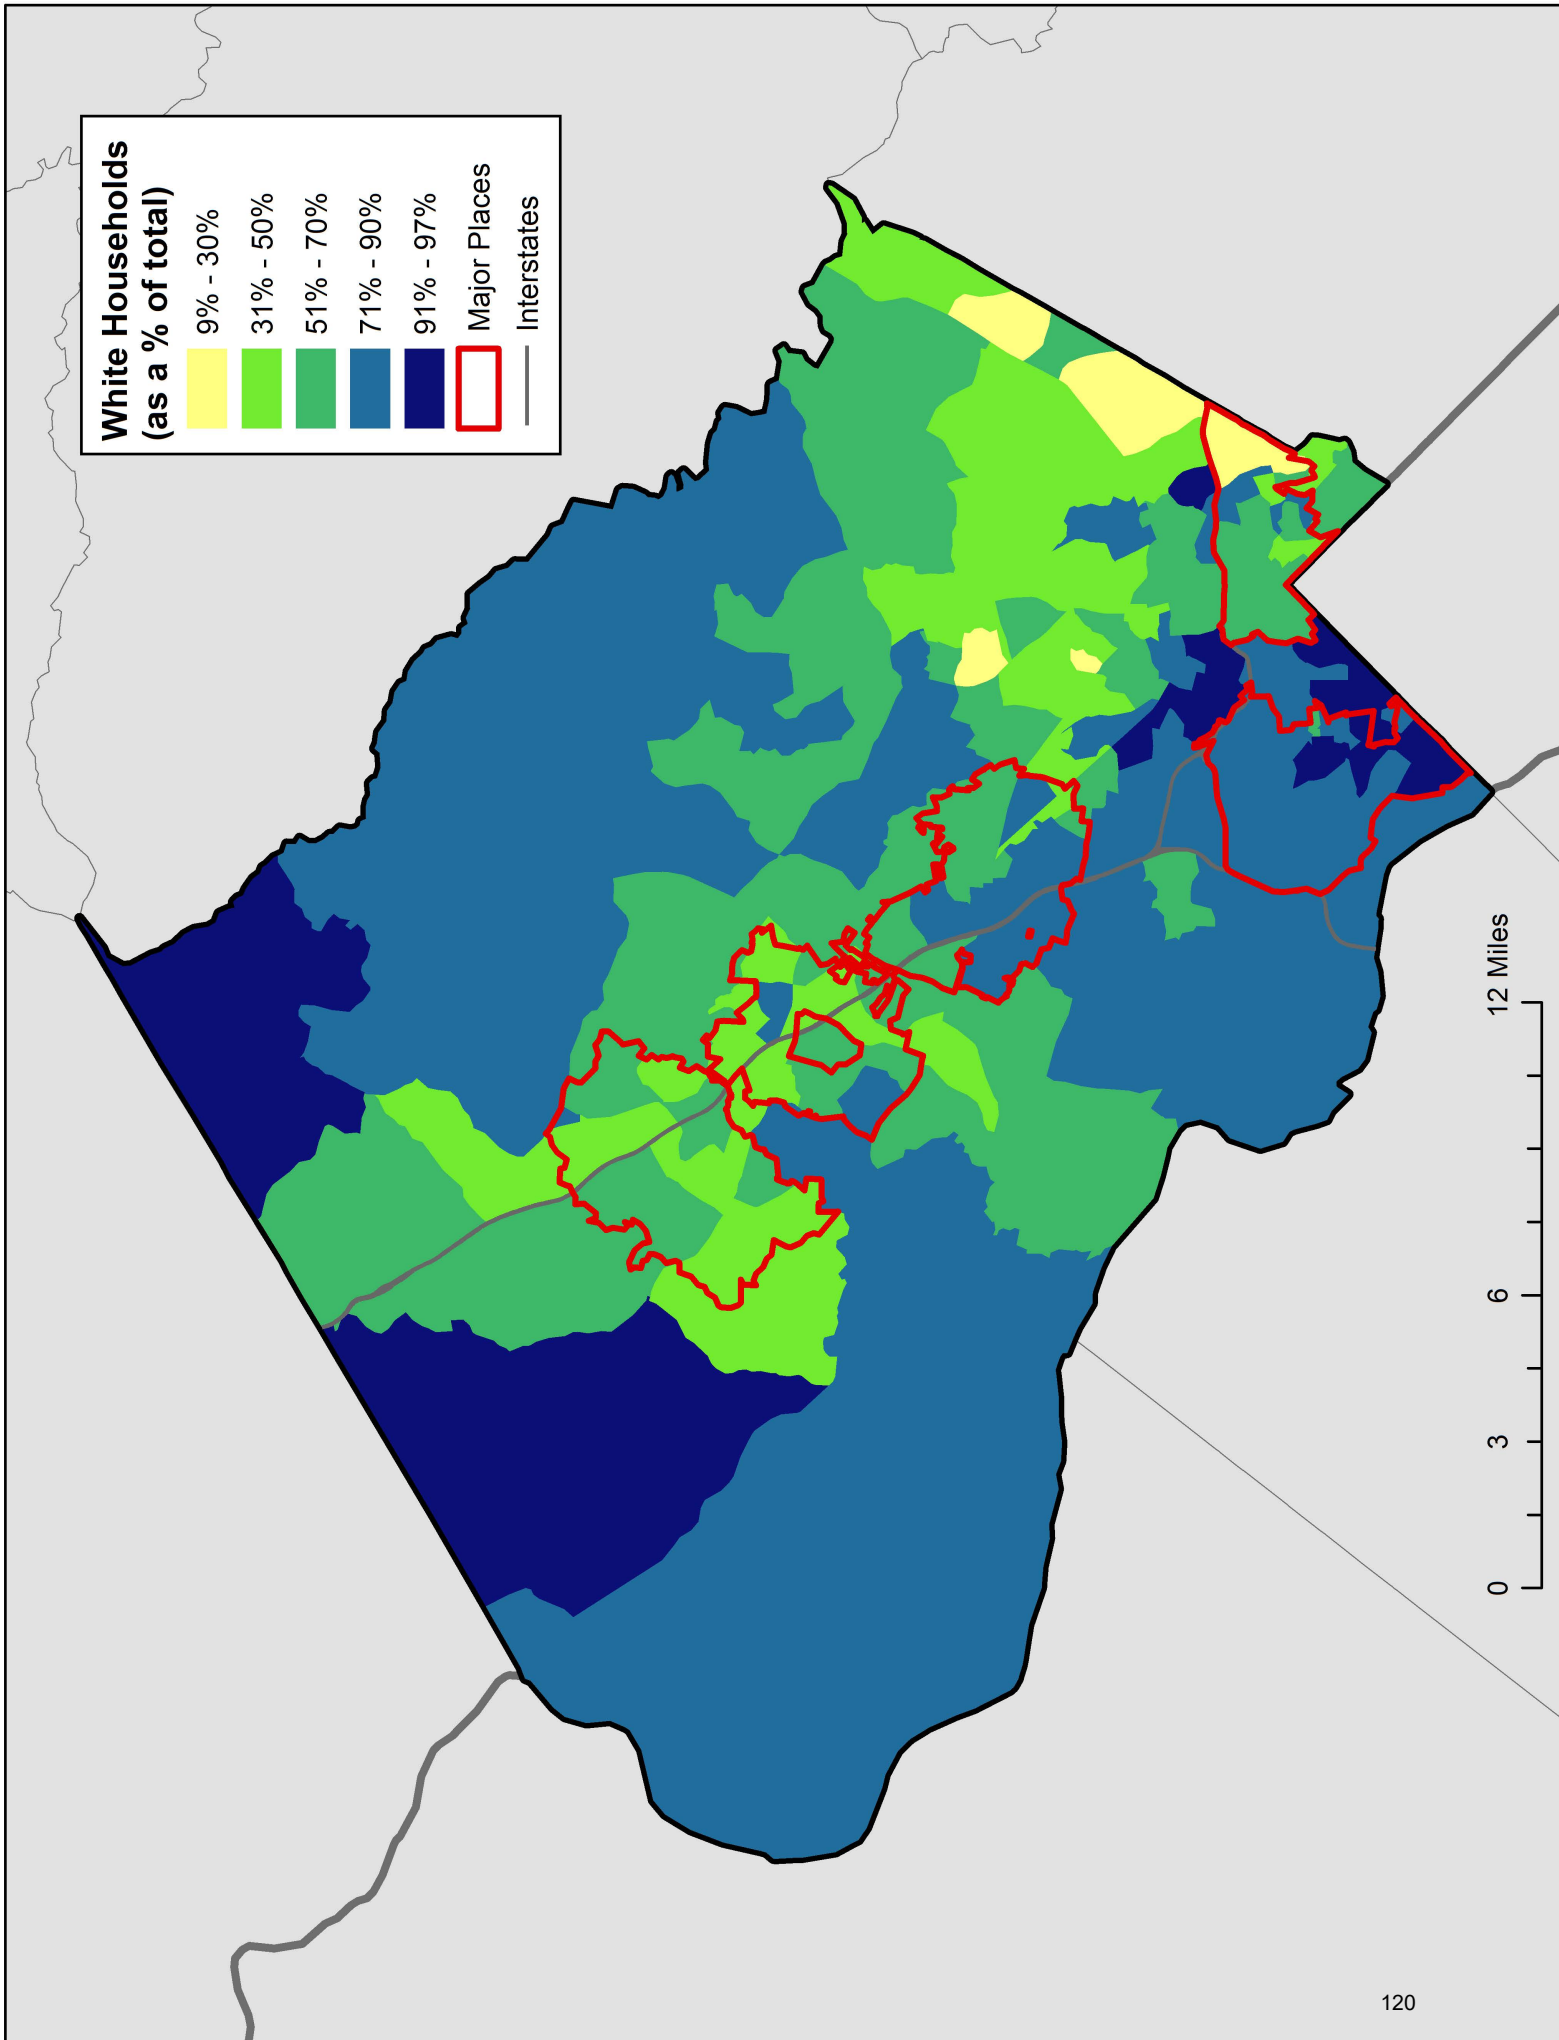 White Households
(as a % of total)
9% - 30%
31% - 50%
51% - 70%
71% - 90%
91% - 97%
Major Places
Interstates
0 3 6 12 Miles
120